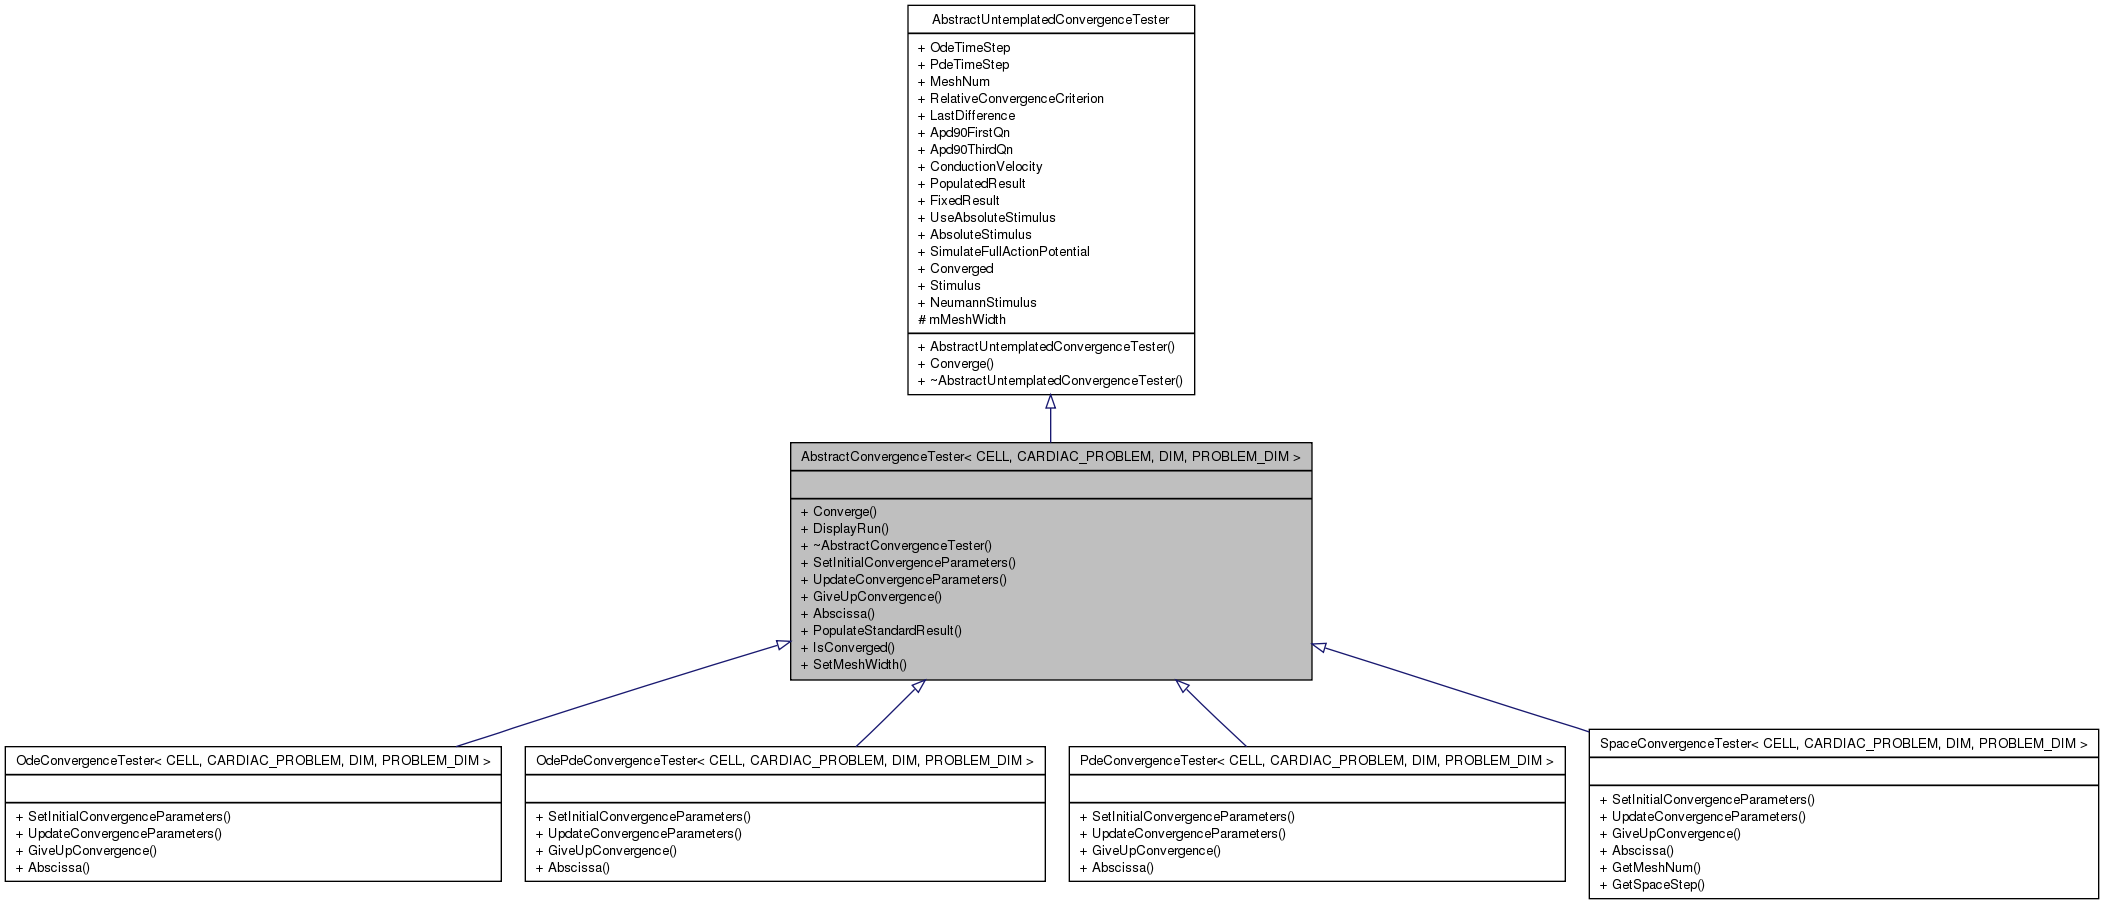 AbstractUntemplatedConvergenceTester
+ OdeTimeStep
+ PdeTimeStep
+ MeshNum
+ RelativeConvergenceCriterion
+ LastDifference
+ Apd90FirstQn
+ Apd90ThirdQn
+ ConductionVelocity
+ PopulatedResult
+ FixedResult
+ UseAbsoluteStimulus
+ AbsoluteStimulus
+ SimulateFullActionPotential
+ Converged
+ Stimulus
+ NeumannStimulus
# mMeshWidth
+ AbstractUntemplatedConvergenceTester()
+ Converge()
+ ~AbstractUntemplatedConvergenceTester()
AbstractConvergenceTester< CELL, CARDIAC_PROBLEM, DIM, PROBLEM_DIM >
+ Converge()
+ DisplayRun()
+ ~AbstractConvergenceTester()
+ SetInitialConvergenceParameters()
+ UpdateConvergenceParameters()
+ GiveUpConvergence()
+ Abscissa()
+ PopulateStandardResult()
+ IsConverged()
+ SetMeshWidth()
OdeConvergenceTester< CELL, CARDIAC_PROBLEM, DIM, PROBLEM_DIM >
+ SetInitialConvergenceParameters()
+ UpdateConvergenceParameters()
+ GiveUpConvergence()
+ Abscissa()
OdePdeConvergenceTester< CELL, CARDIAC_PROBLEM, DIM, PROBLEM_DIM >
+ SetInitialConvergenceParameters()
+ UpdateConvergenceParameters()
+ GiveUpConvergence()
+ Abscissa()
PdeConvergenceTester< CELL, CARDIAC_PROBLEM, DIM, PROBLEM_DIM >
+ SetInitialConvergenceParameters()
+ UpdateConvergenceParameters()
+ GiveUpConvergence()
+ Abscissa()
SpaceConvergenceTester< CELL, CARDIAC_PROBLEM, DIM, PROBLEM_DIM >
+ SetInitialConvergenceParameters()
+ UpdateConvergenceParameters()
+ GiveUpConvergence()
+ Abscissa()
+ GetMeshNum()
+ GetSpaceStep()